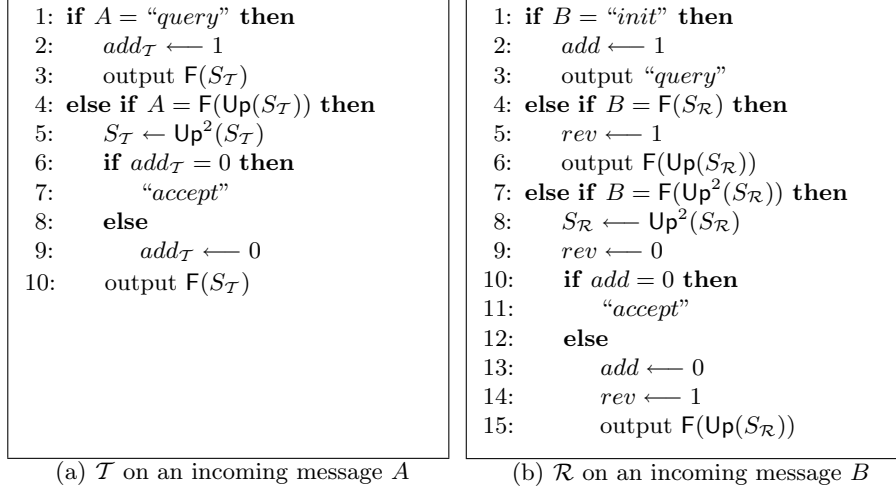 1: if A = “query” then
2: add_𝒯 ⟵ 1
3: output F(S_𝒯)
4: else if A = F(Up(S_𝒯)) then
5: S_𝒯 ← Up²(S_𝒯)
6: if add_𝒯 = 0 then
7: “accept”
8: else
9: add_𝒯 ⟵ 0
10: output F(S_𝒯)
(a) 𝒯 on an incoming message A
1: if B = “init” then
2: add ⟵ 1
3: output “query”
4: else if B = F(S_ℛ) then
5: rev ⟵ 1
6: output F(Up(S_ℛ))
7: else if B = F(Up²(S_ℛ)) then
8: S_ℛ ⟵ Up²(S_ℛ)
9: rev ⟵ 0
10: if add = 0 then
11: “accept”
12: else
13: add ⟵ 0
14: rev ⟵ 1
15: output F(Up(S_ℛ))
(b) ℛ on an incoming message B